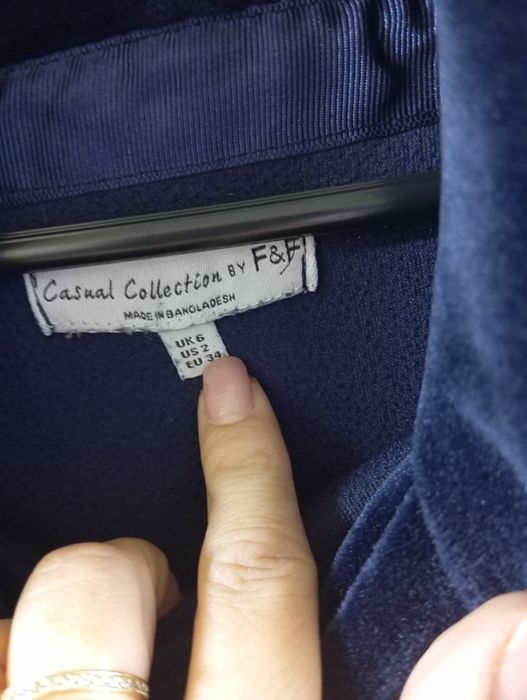 Casual Collection BY F&F
MADE IN BANGLADESH
UK 6
US 2
EU 34